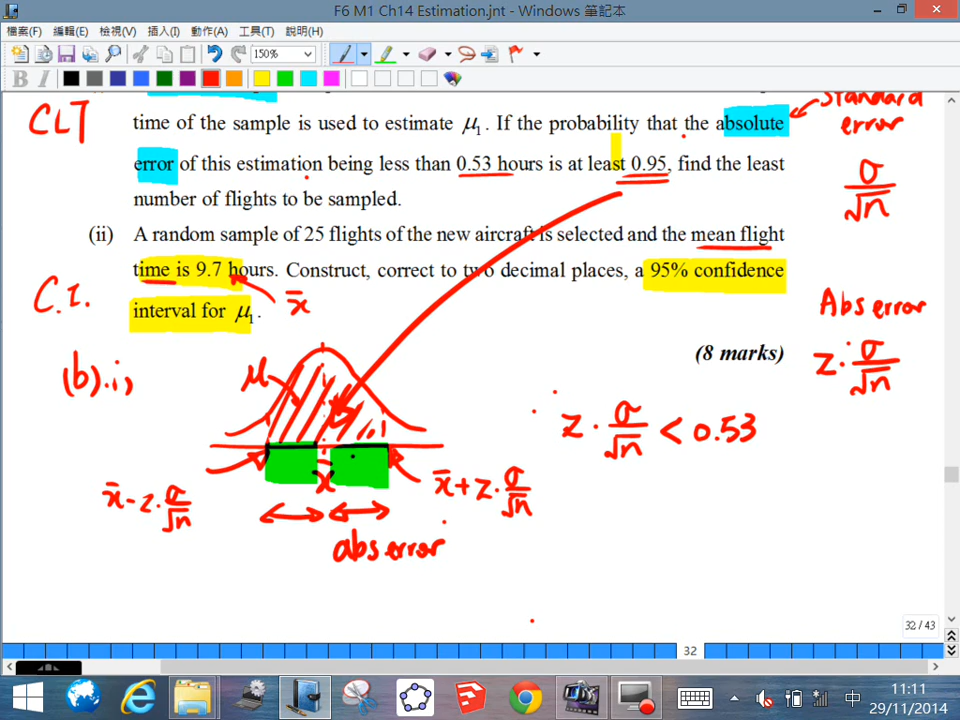 F6 M1 Ch14 Estimation.jnt - Windows 筆記本
檔案(F) 編輯(E) 檢視(V) 插入(I) 動作(A) 工具(T) 說明(H)
150%
B I
CLT
time of the sample is used to estimate μ₁. If the probability that the absolute
error of this estimation being less than 0.53 hours is at least 0.95, find the least
number of flights to be sampled.
standard
error
σ/√n
(ii) A random sample of 25 flights of the new aircraft is selected and the mean flight
time is 9.7 hours. Construct, correct to two decimal places, a 95% confidence
interval for μ₁.
C.I.
x̄
(8 marks)
Abs error
z·σ/√n
(b).i)
μ
z·σ/√n < 0.53
x̄
x̄-z·σ/√n
x̄+z·σ/√n
abs error
32 / 43
32
中
11:11
29/11/2014